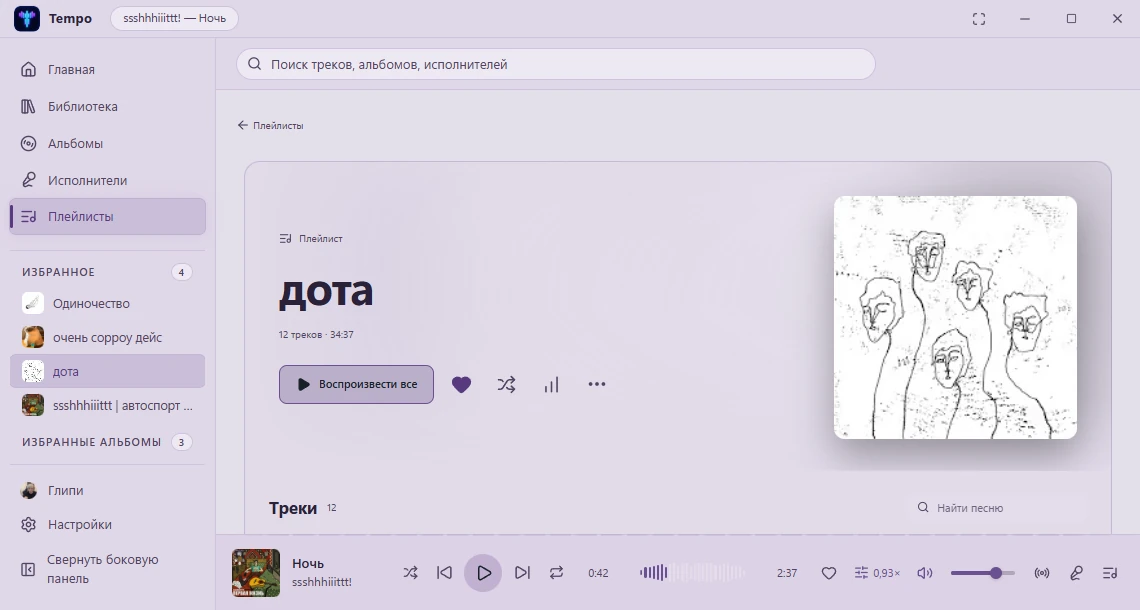 Tempo
ssshhhiiittt! — Ночь
Главная
Библиотека
Альбомы
Исполнители
Плейлисты
ИЗБРАННОЕ 4
Одиночество
очень сорроу дейс
дота
ssshhhiiittt | автоспорт ...
ИЗБРАННЫЕ АЛЬБОМЫ 3
Глипи
Настройки
Свернуть боковую
панель
Поиск треков, альбомов, исполнителей
Плейлисты
Плейлист
дота
12 треков · 34:37
Воспроизвести все
Треки 12
Найти песню
Ночь
ssshhhiiittt!
0:42
2:37
0,93×